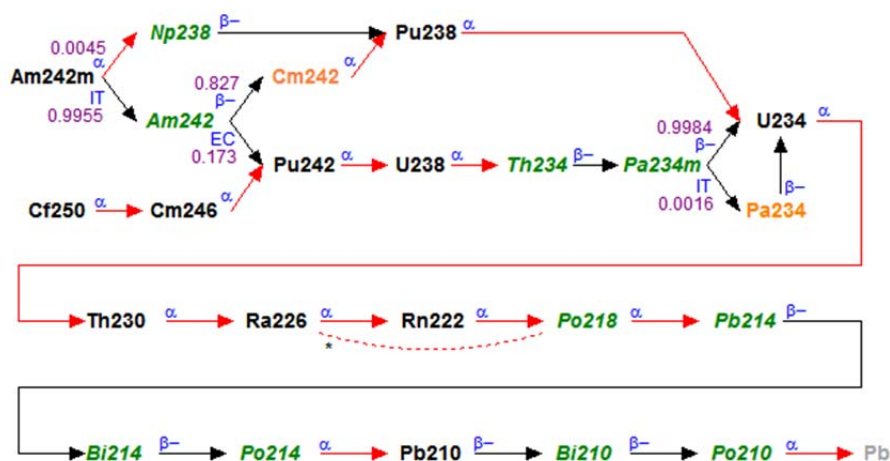 Np238 β− Pu238 α
0.0045
α
Am242m 0.827 Cm242 α
IT β−
0.9955 Am242 0.9984 U234 α
EC β−
0.173 Pu242 α U238 α Th234 β− Pa234m
IT β−
0.0016
Cf250 α Cm246 α Pa234
Th230 α Ra226 α Rn222 α Po218 α Pb214 β−
*
Bi214 β− Po214 α Pb210 β− Bi210 β− Po210 α Pb